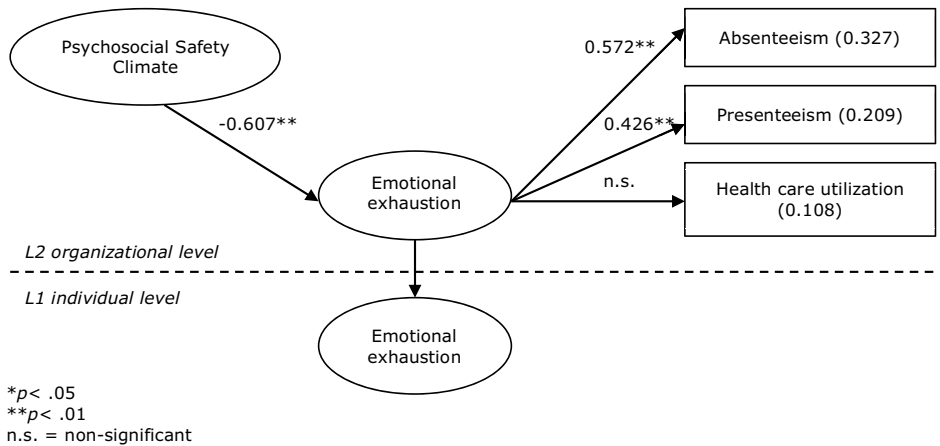 Psychosocial Safety
Climate
-0.607**
Emotional
exhaustion
0.572**
0.426**
n.s.
Absenteeism (0.327)
Presenteeism (0.209)
Health care utilization
(0.108)
L2 organizational level
L1 individual level
Emotional
exhaustion
*p< .05
**p< .01
n.s. = non-significant